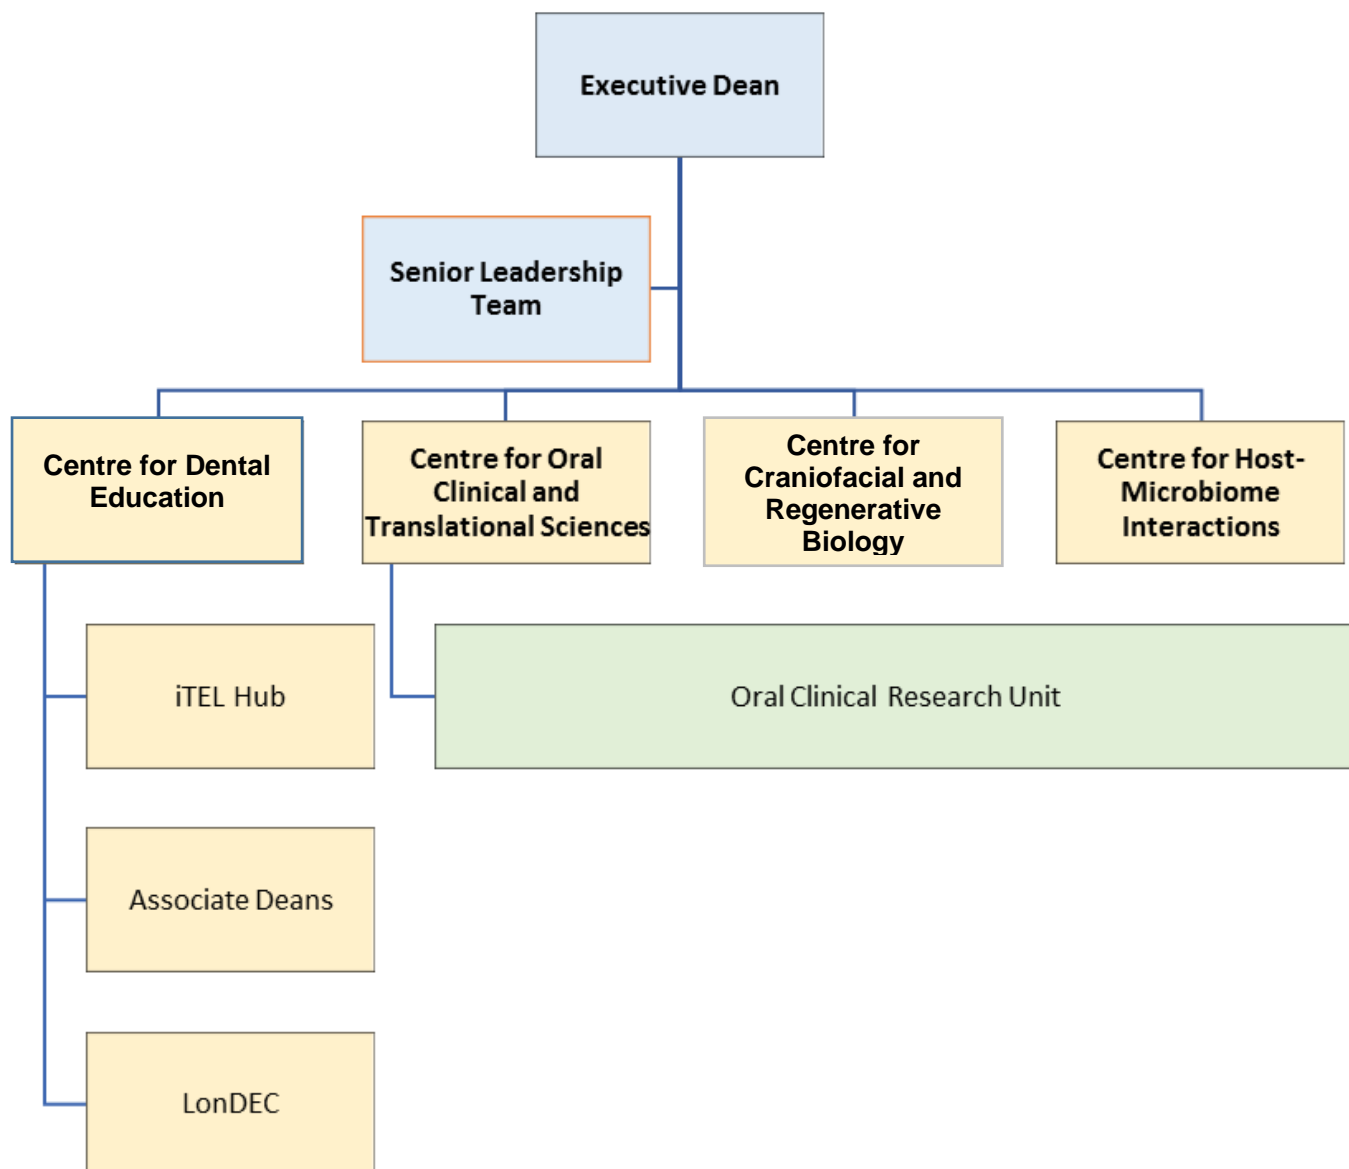 Executive Dean
Senior Leadership
Team
Centre for Dental
Education
Centre for Oral
Clinical and
Translational Sciences
Centre for
Craniofacial and
Regenerative
Biology
Centre for Host-
Microbiome
Interactions
iTEL Hub
Oral Clinical Research Unit
Associate Deans
LonDEC